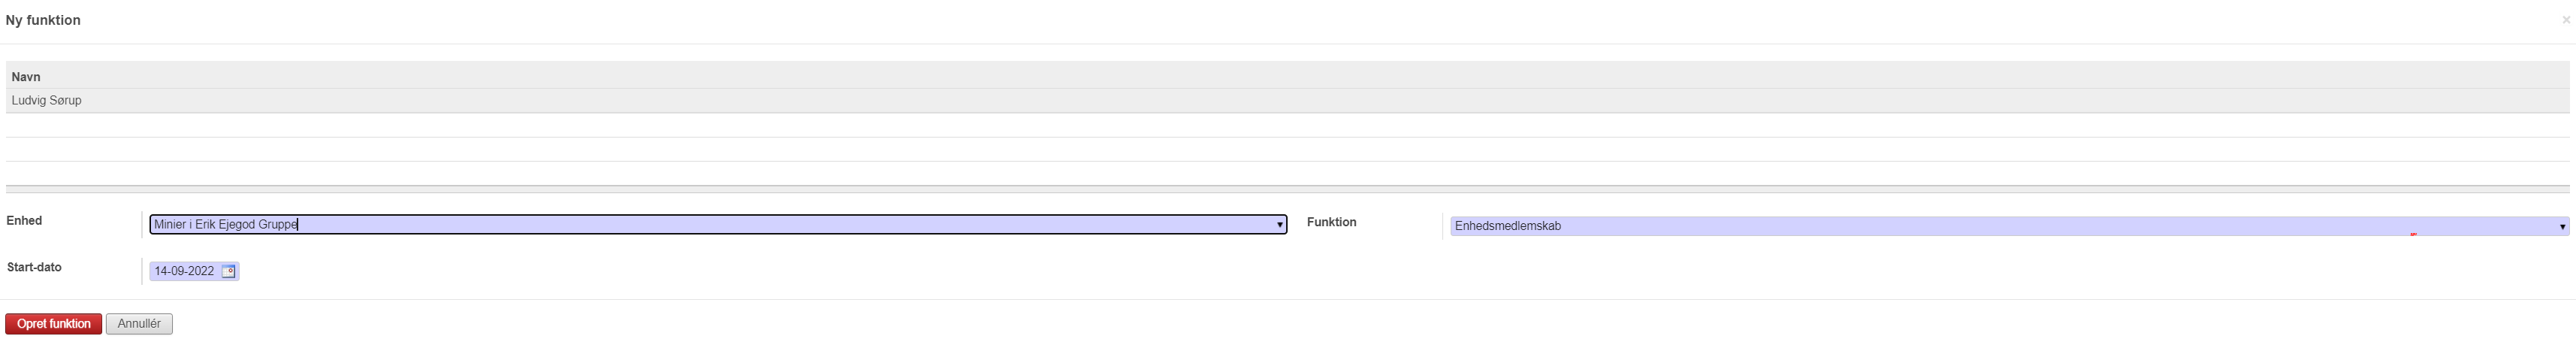 Ny funktion
×
Navn
Ludvig Sørup
Enhed
Minier i Erik Ejegod Gruppe
Funktion
Enhedsmedlemskab
Start-dato
14-09-2022
Opret funktion
Annullér